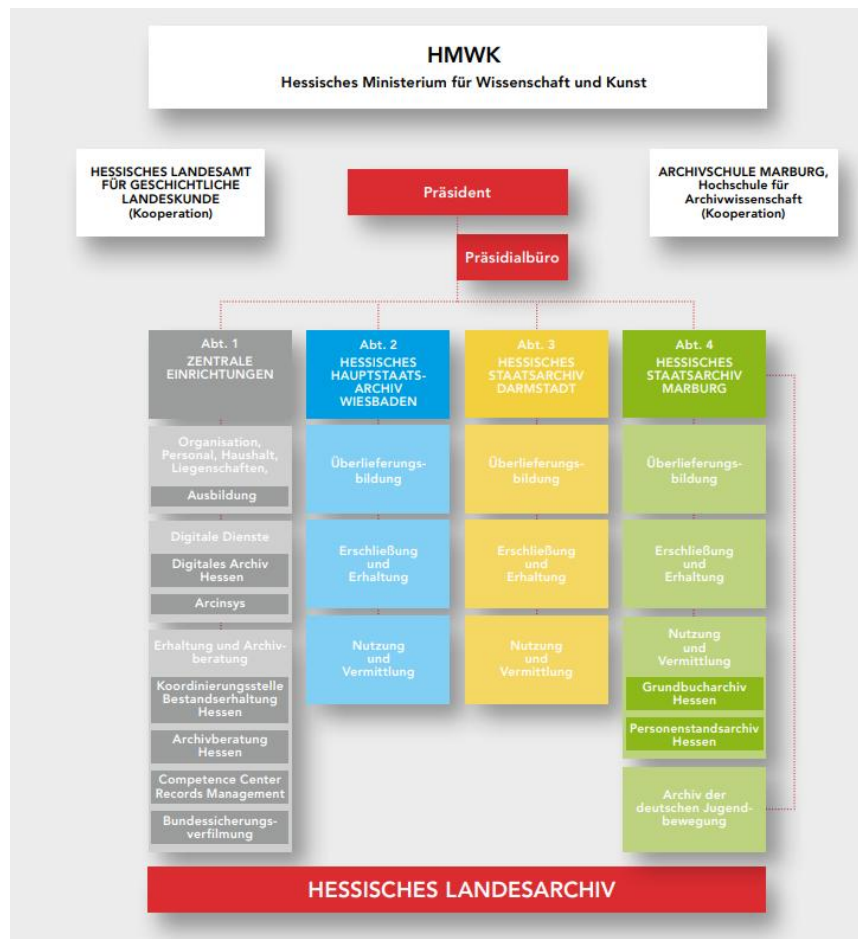 HMWK
Hessisches Ministerium für Wissenschaft und Kunst
HESSISCHES LANDESAMT
FÜR GESCHICHTLICHE
LANDESKUNDE
(Kooperation)
Präsident
ARCHIVSCHULE MARBURG,
Hochschule für
Archivwissenschaft
(Kooperation)
Präsidialbüro
Abt. 1
ZENTRALE
EINRICHTUNGEN
Organisation,
Personal, Haushalt,
Liegenschaften,
Ausbildung
Digitale Dienste
Digitales Archiv
Hessen
Arcinsys
Erhaltung und Archiv-
beratung
Koordinierungsstelle
Bestandserhaltung
Hessen
Archivberatung
Hessen
Competence Center
Records Management
Bundessicherungs-
verfilmung
Abt. 2
HESSISCHES
HAUPTSTAATS-
ARCHIV
WIESBADEN
Überlieferungs-
bildung
Erschließung
und
Erhaltung
Nutzung
und
Vermittlung
Abt. 3
HESSISCHES
STAATSARCHIV
DARMSTADT
Überlieferungs-
bildung
Erschließung
und
Erhaltung
Nutzung
und
Vermittlung
Abt. 4
HESSISCHES
STAATSARCHIV
MARBURG
Überlieferungs-
bildung
Erschließung
und
Erhaltung
Nutzung
und
Vermittlung
Grundbucharchiv
Hessen
Personenstandsarchiv
Hessen
Archiv der
deutschen Jugend-
bewegung
HESSISCHES LANDESARCHIV